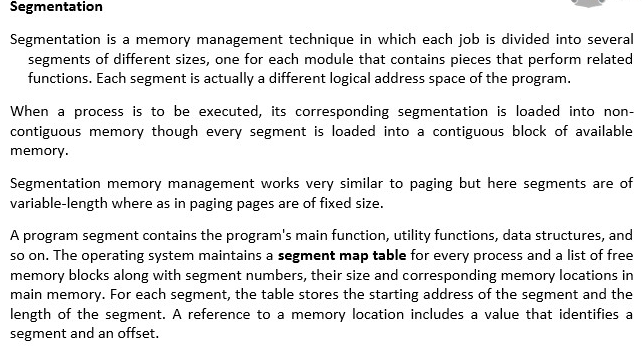 Segmentation
Segmentation is a memory management technique in which each job is divided into several
segments of different sizes, one for each module that contains pieces that perform related
functions. Each segment is actually a different logical address space of the program.
When a process is to be executed, its corresponding segmentation is loaded into non-
contiguous memory though every segment is loaded into a contiguous block of available
memory.
Segmentation memory management works very similar to paging but here segments are of
variable-length where as in paging pages are of fixed size.
A program segment contains the program's main function, utility functions, data structures, and
so on. The operating system maintains a segment map table for every process and a list of free
memory blocks along with segment numbers, their size and corresponding memory locations in
main memory. For each segment, the table stores the starting address of the segment and the
length of the segment. A reference to a memory location includes a value that identifies a
segment and an offset.